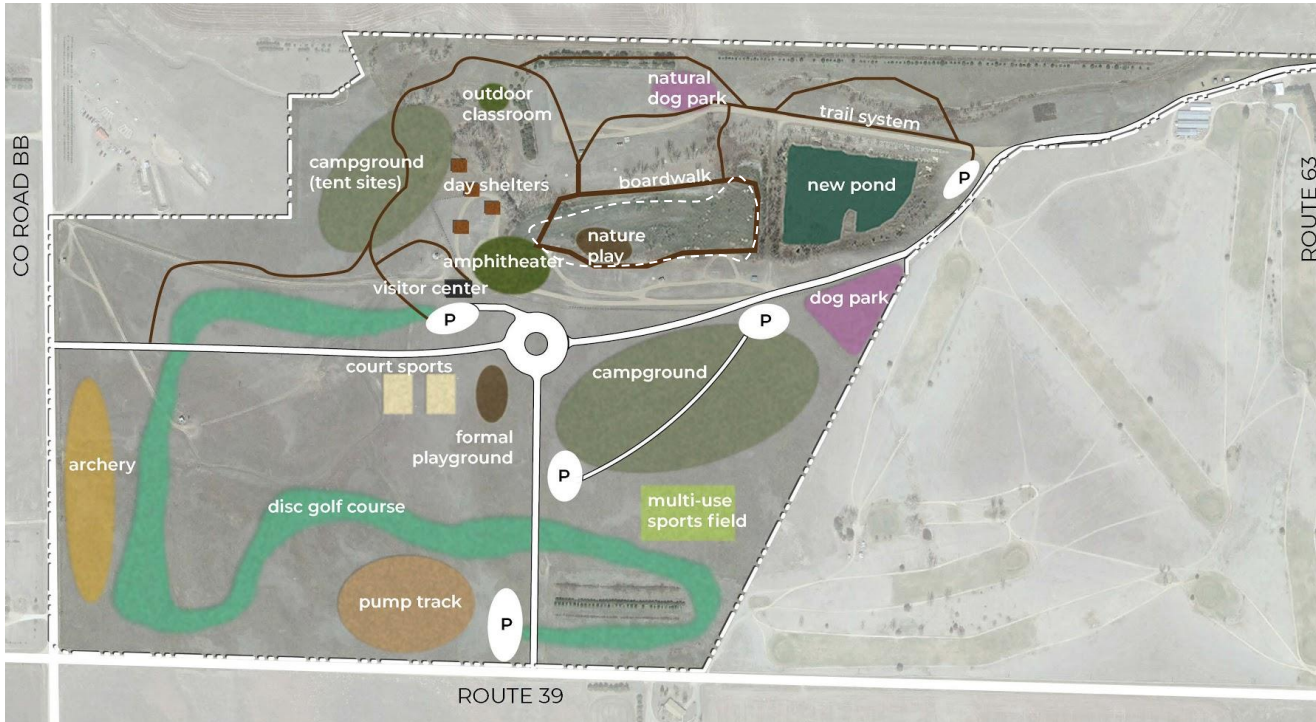 natural
dog park
outdoor
classroom
trail system
campground
(tent sites)
day shelters
boardwalk
new pond
P
CO ROAD BB
ROUTE 63
nature
play
amphitheater
visitor center
dog park
P
P
court sports
campground
formal
playground
archery
P
disc golf course
multi-use
sports field
pump track
P
ROUTE 39